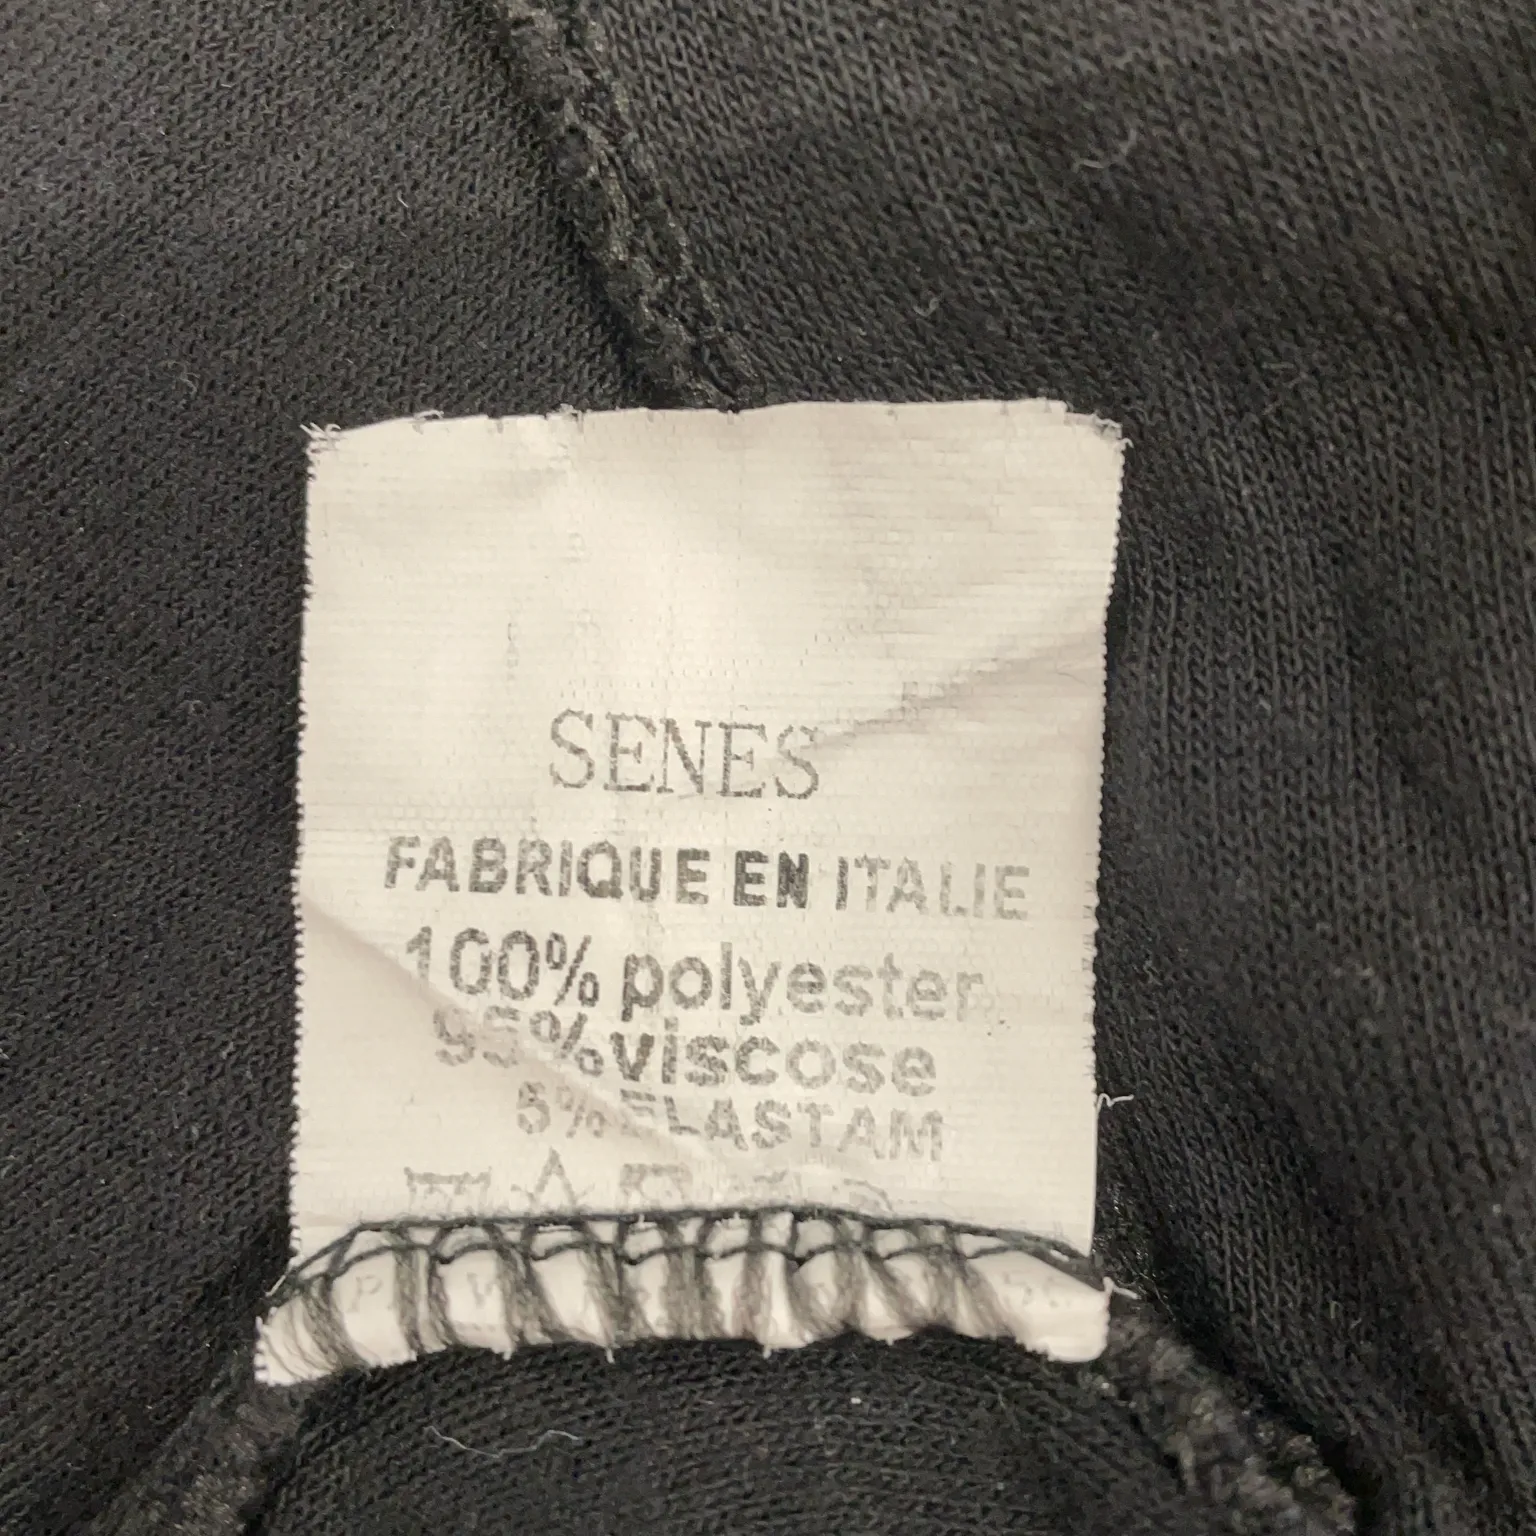 SENES
FABRIQUE EN ITALIE
100% polyester
95% viscose
5% ELASTAM